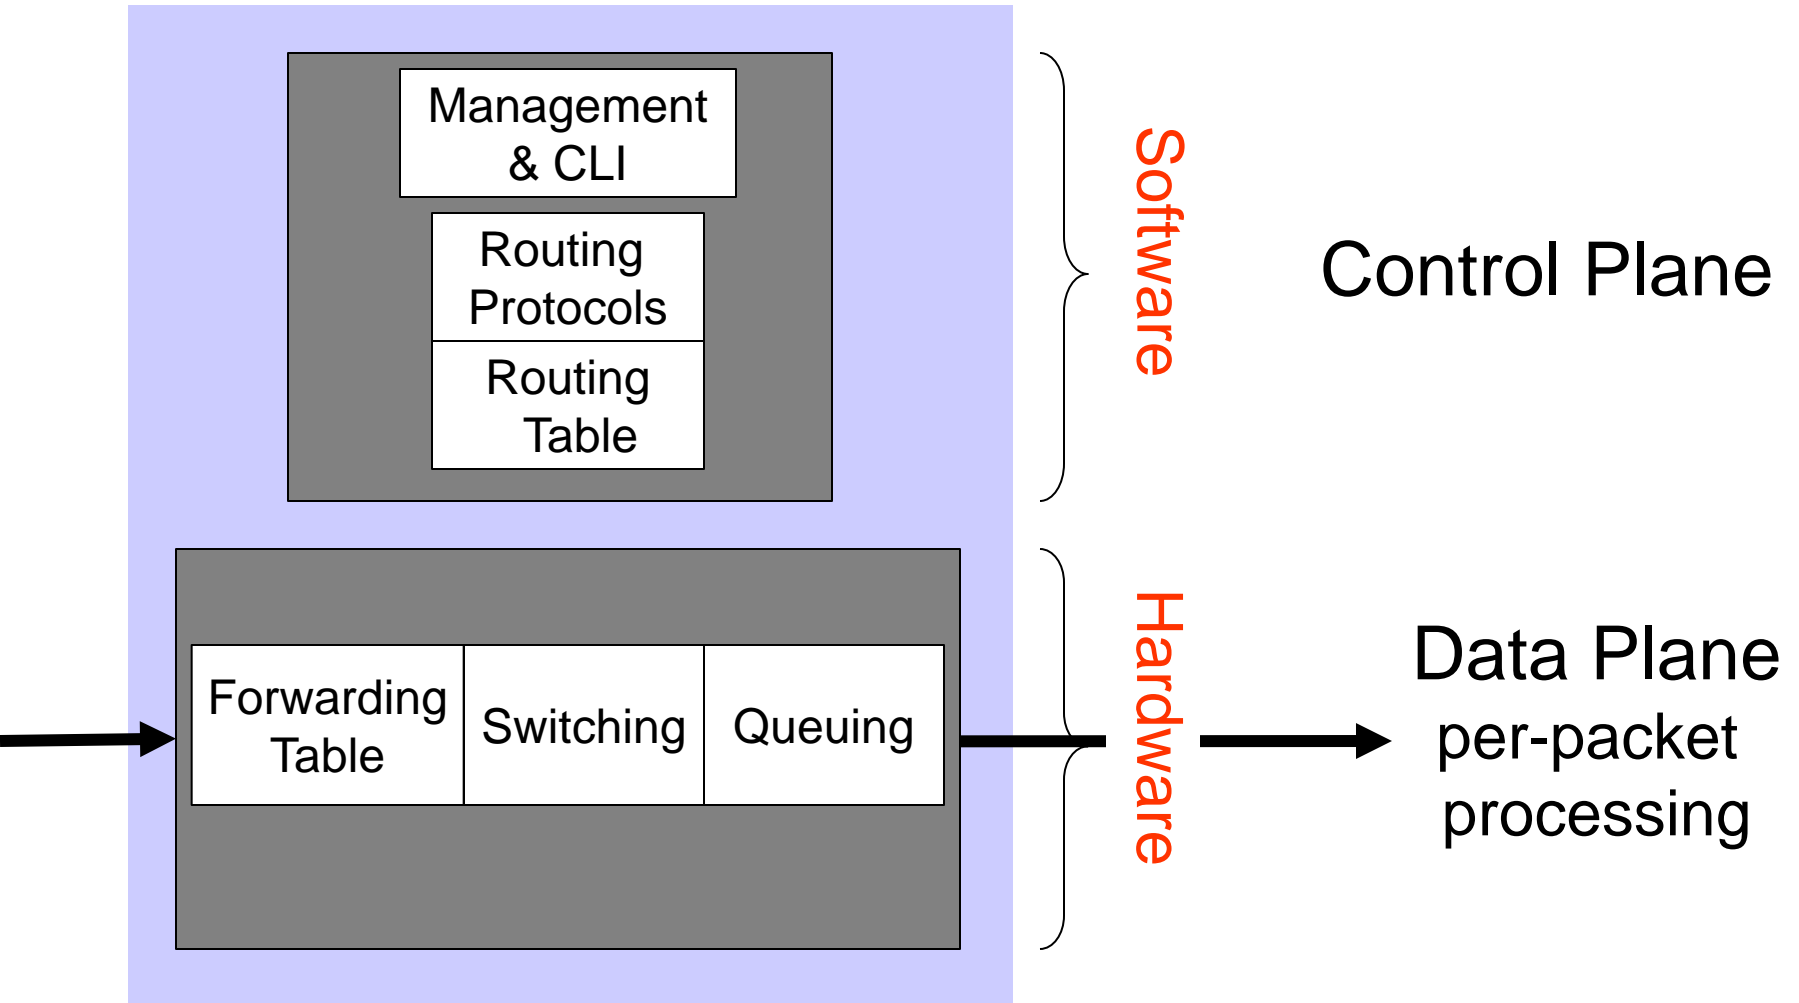 Management
& CLI
Routing
Protocols
Routing
Table
Software
Control Plane
Forwarding
Table
Switching
Queuing
Hardware
Data Plane
per-packet
processing